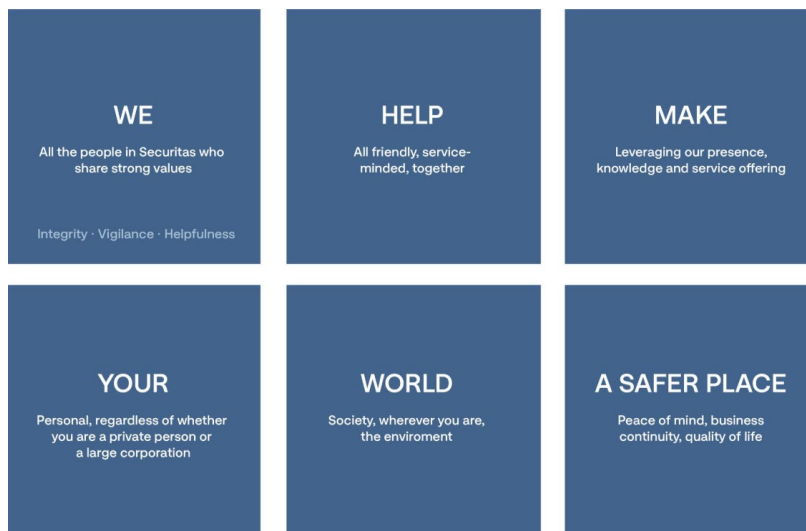 WE
All the people in Securitas who
share strong values
Integrity · Vigilance · Helpfulness
HELP
All friendly, service-
minded, together
MAKE
Leveraging our presence,
knowledge and service offering
YOUR
Personal, regardless of whether
you are a private person or
a large corporation
WORLD
Society, wherever you are,
the enviroment
A SAFER PLACE
Peace of mind, business
continuity, quality of life